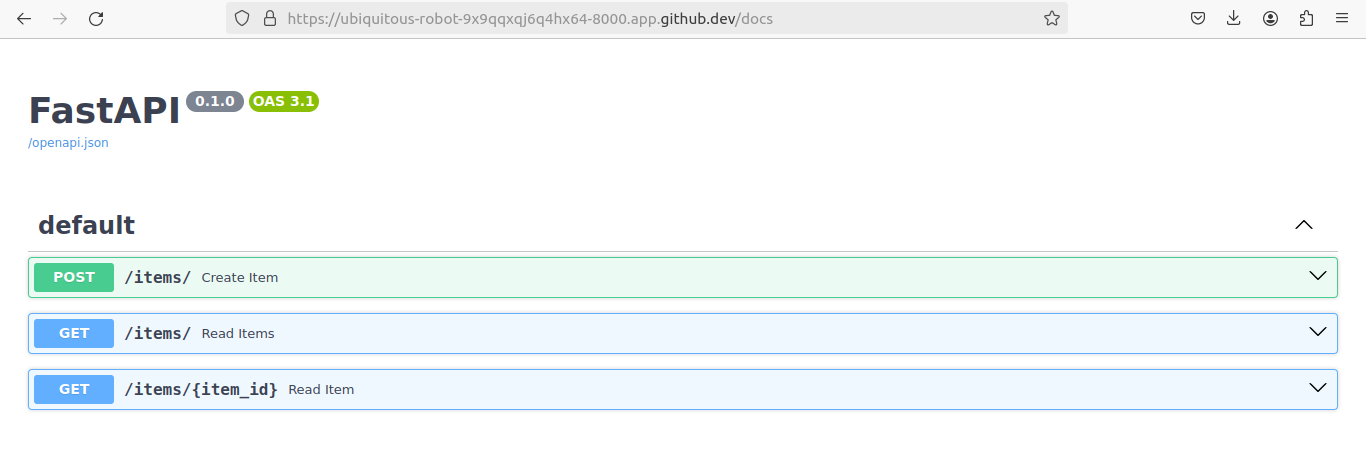 https://ubiquitous-robot-9x9qqxqj6q4hx64-8000.app.github.dev/docs
FastAPI 0.1.0 OAS 3.1
/openapi.json
default
POST /items/ Create Item
GET /items/ Read Items
GET /items/{item_id} Read Item